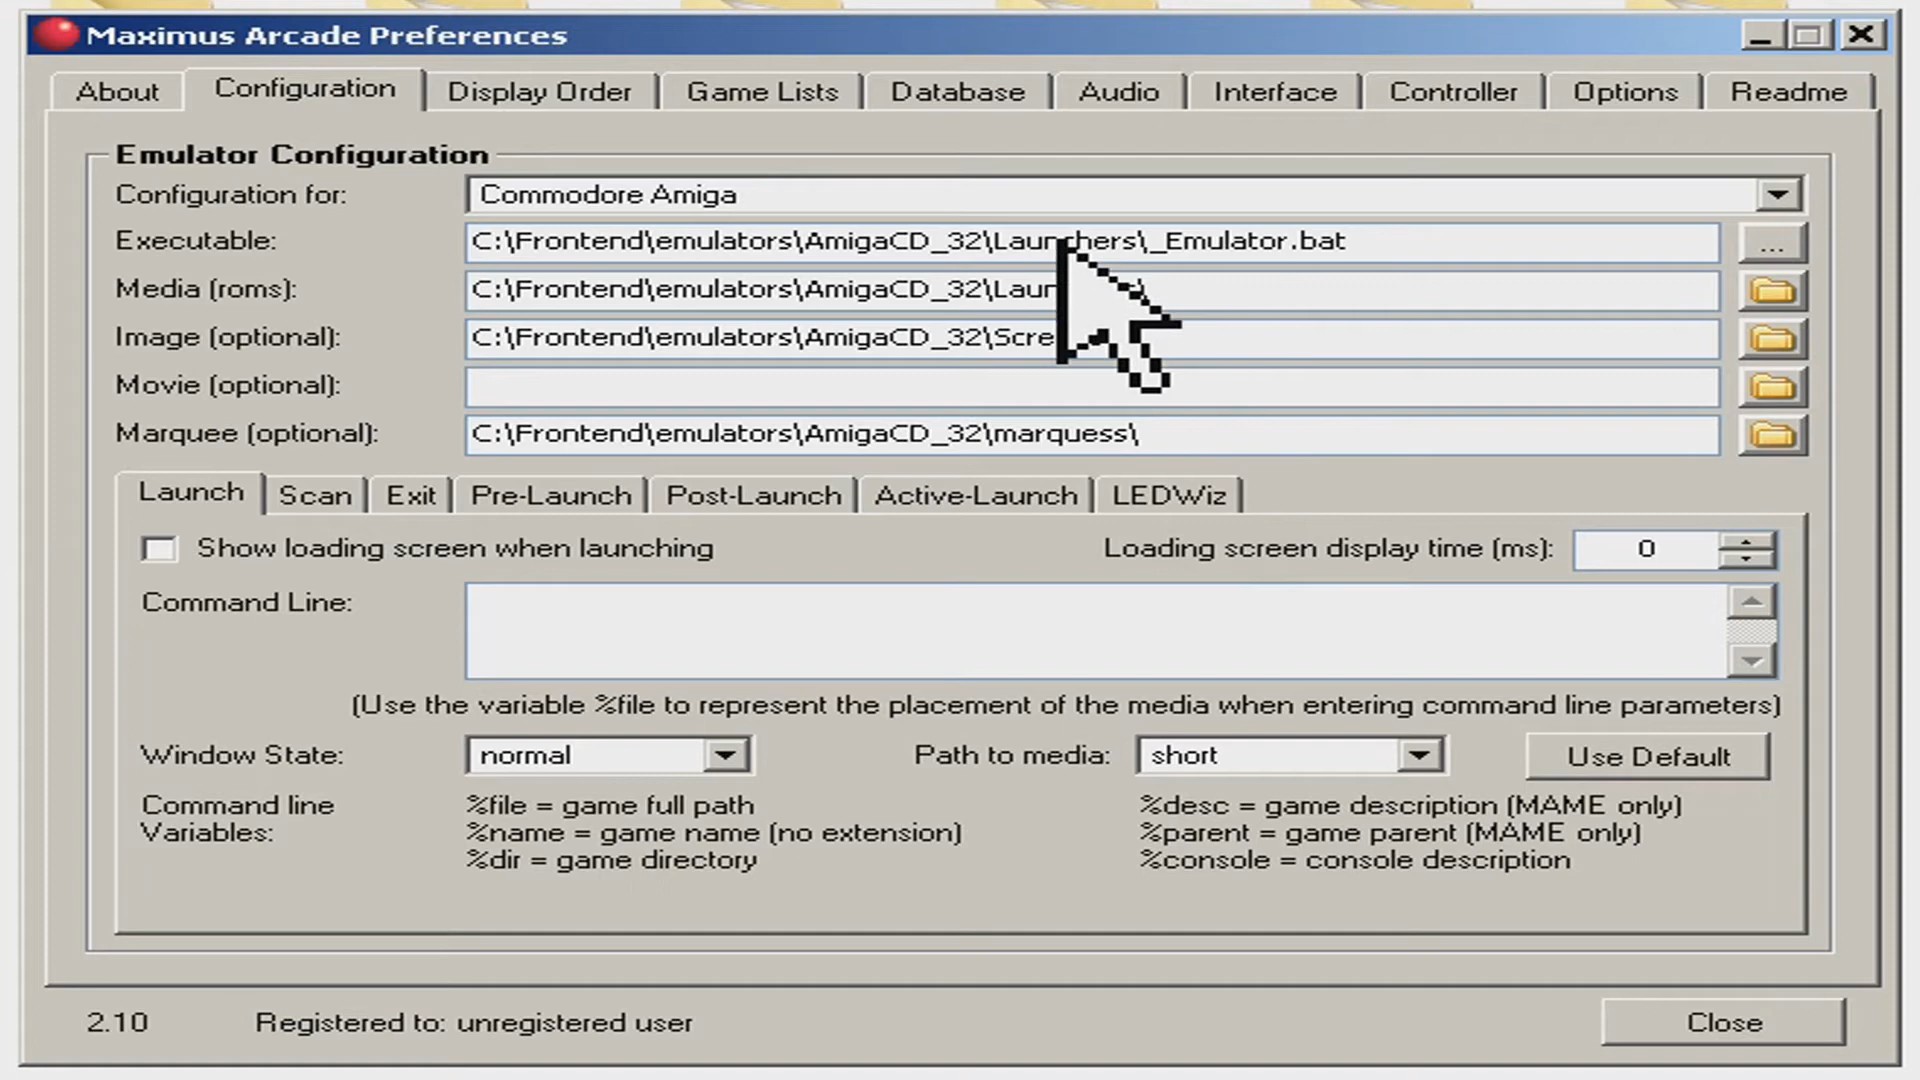 Maximus Arcade Preferences
About Configuration Display Order Game Lists Database Audio Interface Controller Options Readme
Emulator Configuration
Configuration for: Commodore Amiga
Executable: C:\Frontend\emulators\AmigaCD_32\Launchers\_Emulator.bat ...
Media (roms): C:\Frontend\emulators\AmigaCD_32\
Image (optional): C:\Frontend\emulators\AmigaCD_32\
Movie (optional):
Marquee (optional): C:\Frontend\emulators\AmigaCD_32\marquess\
Launch Scan Exit Pre-Launch Post-Launch Active-Launch LEDWiz
Show loading screen when launching Loading screen display time (ms): 0
Command Line:
(Use the variable %file to represent the placement of the media when entering command line parameters)
Window State: normal Path to media: short Use Default
Command line %file = game full path %desc = game description (MAME only)
Variables: %name = game name (no extension) %parent = game parent (MAME only)
%dir = game directory %console = console description
2.10 Registered to: unregistered user Close